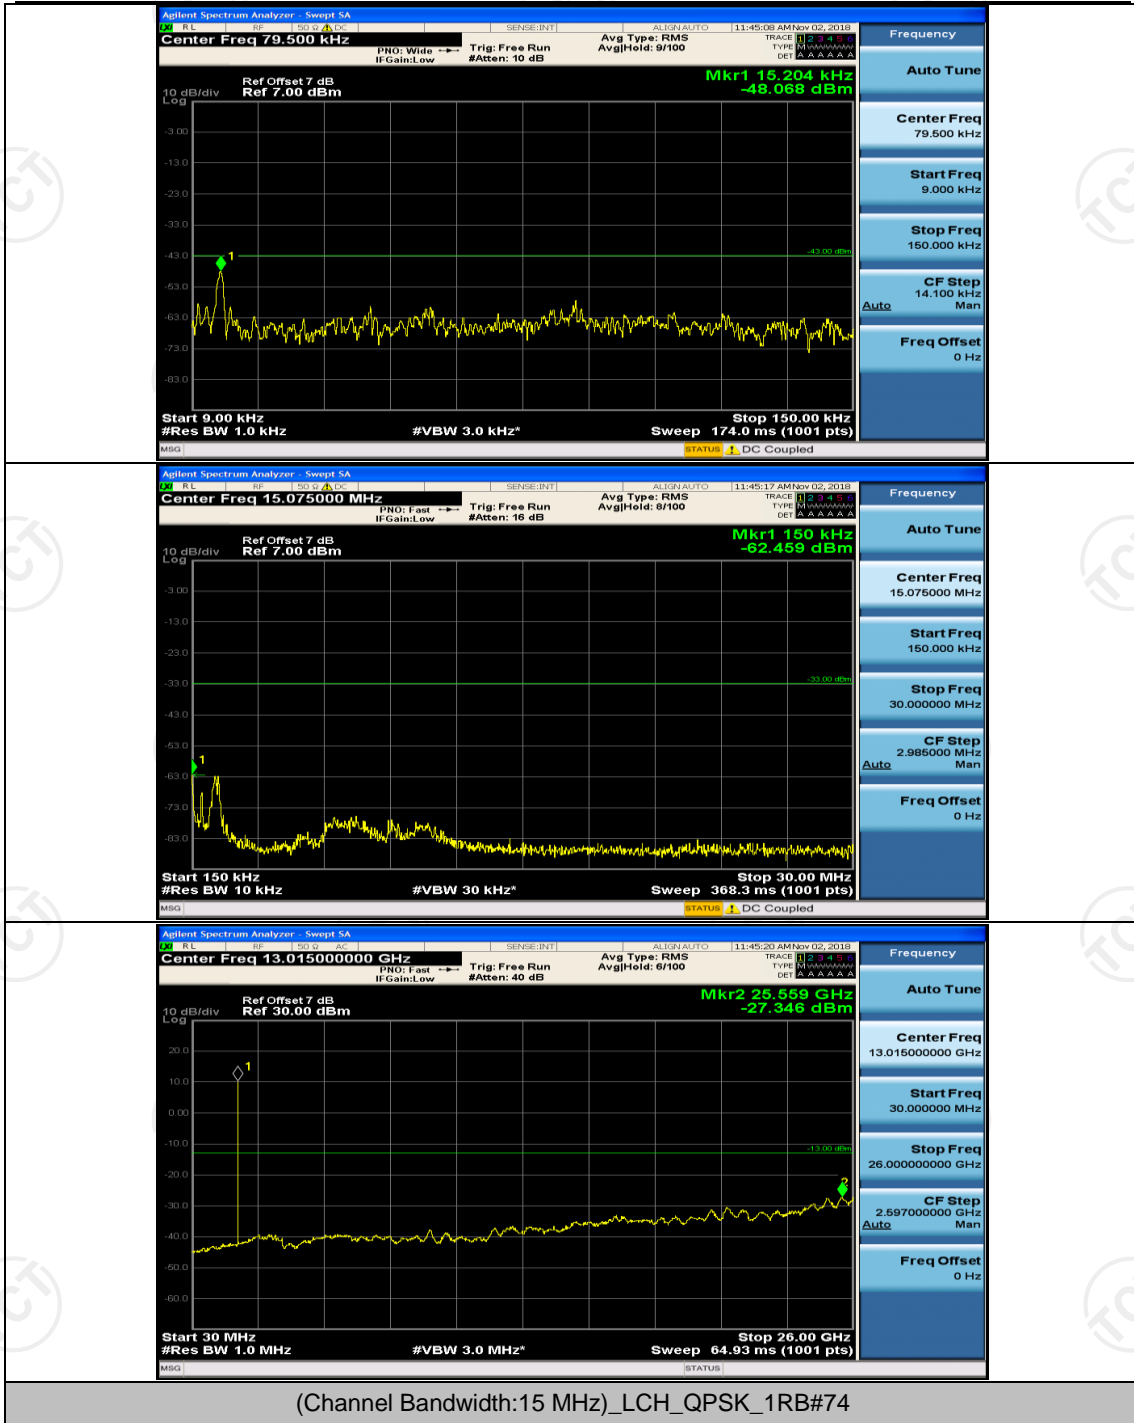 Agilent Spectrum Analyzer - Swept SA
LXI RL RF 50 Ω DC SENSE:INT ALIGN AUTO 11:45:08 AM Nov 02, 2018
Center Freq 79.500 kHz
PNO: Wide
IFGain:Low
Trig: Free Run
#Atten: 10 dB
Avg Type: RMS
Avg|Hold: 9/100
TRACE 1 2 3 4 5 6
TYPE M WWWWW
DET A A A A A A
Ref Offset 7 dB
Ref 7.00 dBm
10 dB/div
Log
Mkr1 15.204 kHz
-48.068 dBm
-3.00
-13.0
-23.0
-33.0
-43.0
-53.0
-63.0
-73.0
-83.0
-43.00 dBm
1
Start 9.00 kHz
Stop 150.00 kHz
#Res BW 1.0 kHz
#VBW 3.0 kHz*
Sweep 174.0 ms (1001 pts)
MSG
STATUS DC Coupled
Frequency
Auto Tune
Center Freq
79.500 kHz
Start Freq
9.000 kHz
Stop Freq
150.000 kHz
CF Step
14.100 kHz
Auto Man
Freq Offset
0 Hz
Agilent Spectrum Analyzer - Swept SA
LXI RL RF 50 Ω DC SENSE:INT ALIGN AUTO 11:45:17 AM Nov 02, 2018
Center Freq 15.075000 MHz
PNO: Fast
IFGain:Low
Trig: Free Run
#Atten: 16 dB
Avg Type: RMS
Avg|Hold: 8/100
TRACE 1 2 3 4 5 6
TYPE M WWWWW
DET A A A A A A
Ref Offset 7 dB
Ref 7.00 dBm
10 dB/div
Log
Mkr1 150 kHz
-62.459 dBm
-3.00
-13.0
-23.0
-33.0
-43.0
-53.0
-63.0
-73.0
-83.0
-33.00 dBm
1
Start 150 kHz
Stop 30.00 MHz
#Res BW 10 kHz
#VBW 30 kHz*
Sweep 368.3 ms (1001 pts)
MSG
STATUS DC Coupled
Frequency
Auto Tune
Center Freq
15.075000 MHz
Start Freq
150.000 kHz
Stop Freq
30.000000 MHz
CF Step
2.985000 MHz
Auto Man
Freq Offset
0 Hz
Agilent Spectrum Analyzer - Swept SA
LXI RL RF 50 Ω AC SENSE:INT ALIGN AUTO 11:45:20 AM Nov 02, 2018
Center Freq 13.015000000 GHz
PNO: Fast
IFGain:Low
Trig: Free Run
#Atten: 40 dB
Avg Type: RMS
Avg|Hold: 6/100
TRACE 1 2 3 4 5 6
TYPE M WWWWW
DET A A A A A A
Ref Offset 7 dB
Ref 30.00 dBm
10 dB/div
Log
Mkr2 25.559 GHz
-27.346 dBm
20.0
10.0
0.00
-10.0
-20.0
-30.0
-40.0
-50.0
-60.0
-13.00 dBm
1
2
Start 30 MHz
Stop 26.00 GHz
#Res BW 1.0 MHz
#VBW 3.0 MHz*
Sweep 64.93 ms (1001 pts)
MSG
STATUS
Frequency
Auto Tune
Center Freq
13.015000000 GHz
Start Freq
30.000000 MHz
Stop Freq
26.000000000 GHz
CF Step
2.597000000 GHz
Auto Man
Freq Offset
0 Hz
(Channel Bandwidth:15 MHz)_LCH_QPSK_1RB#74